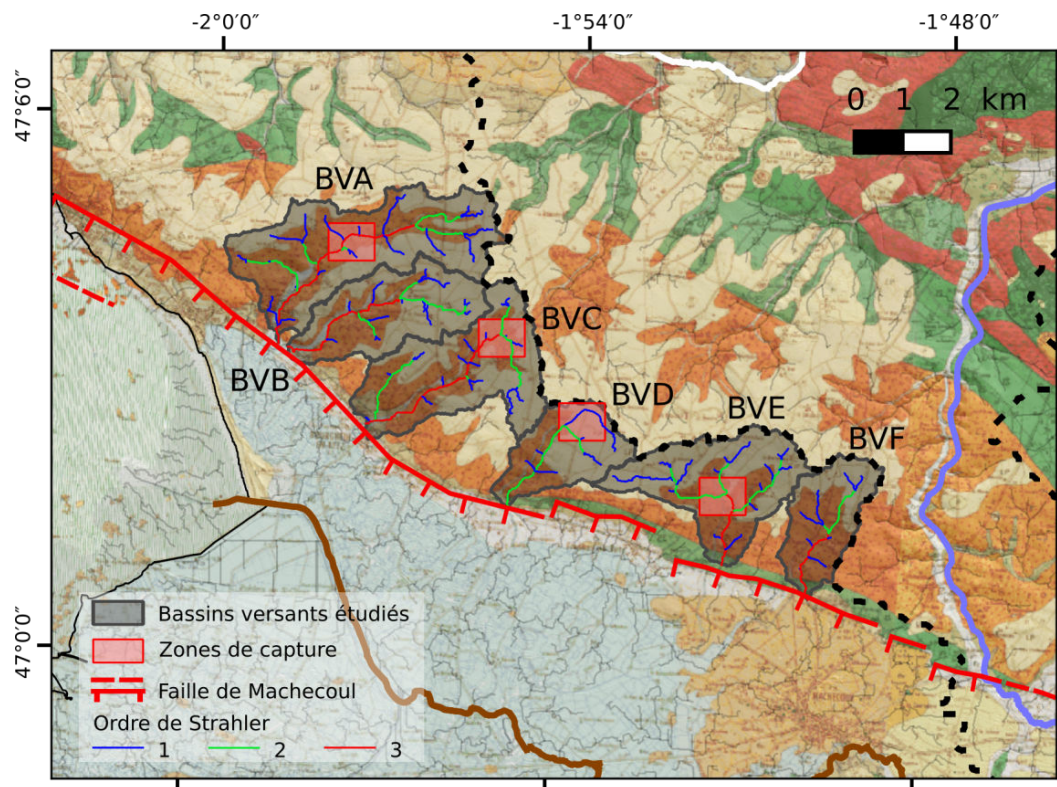 -2°0′0″
-1°54′0″
-1°48′0″
47°6′0″
0 1 2 km
BVA
BVC
BVB
BVD
BVE
BVF
47°0′0″
Bassins versants étudiés
Zones de capture
Faille de Machecoul
Ordre de Strahler
1 2 3
MACHECOUL